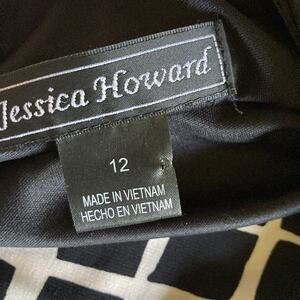 Jessica Howard
12
MADE IN VIETNAM
HECHO EN VIETNAM